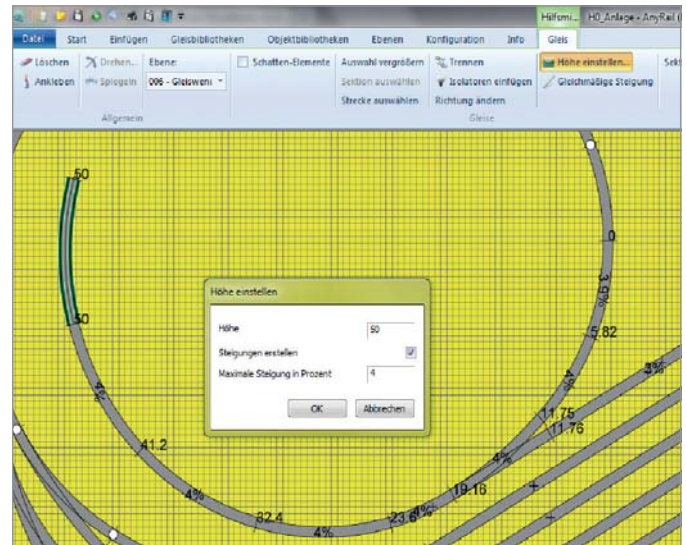 Hilfsmi... H0_Anlage - AnyRail (
Datei Start Einfügen Gleisbibliotheken Objektbibliotheken Ebenen Konfiguration Info Gleis
Löschen Drehen... Ebene: Schatten-Elemente Auswahl vergrößern Trennen Höhe einstellen... Sekt
Ankleben Spiegeln 006 - Gleiswen Sektion auswählen Isolatoren einfügen Gleichmäßige Steigung
Strecke auswählen Richtung ändern
Allgemein Gleise
50
0
3.9%
Höhe einstellen
Höhe 50
50
5.82
Steigungen erstellen
Maximale Steigung in Prozent 4
3%
4%
4%
OK Abbrechen
11.75
11.76
41.2
4%
4%
19.16
32.4
4%
23.6
4%